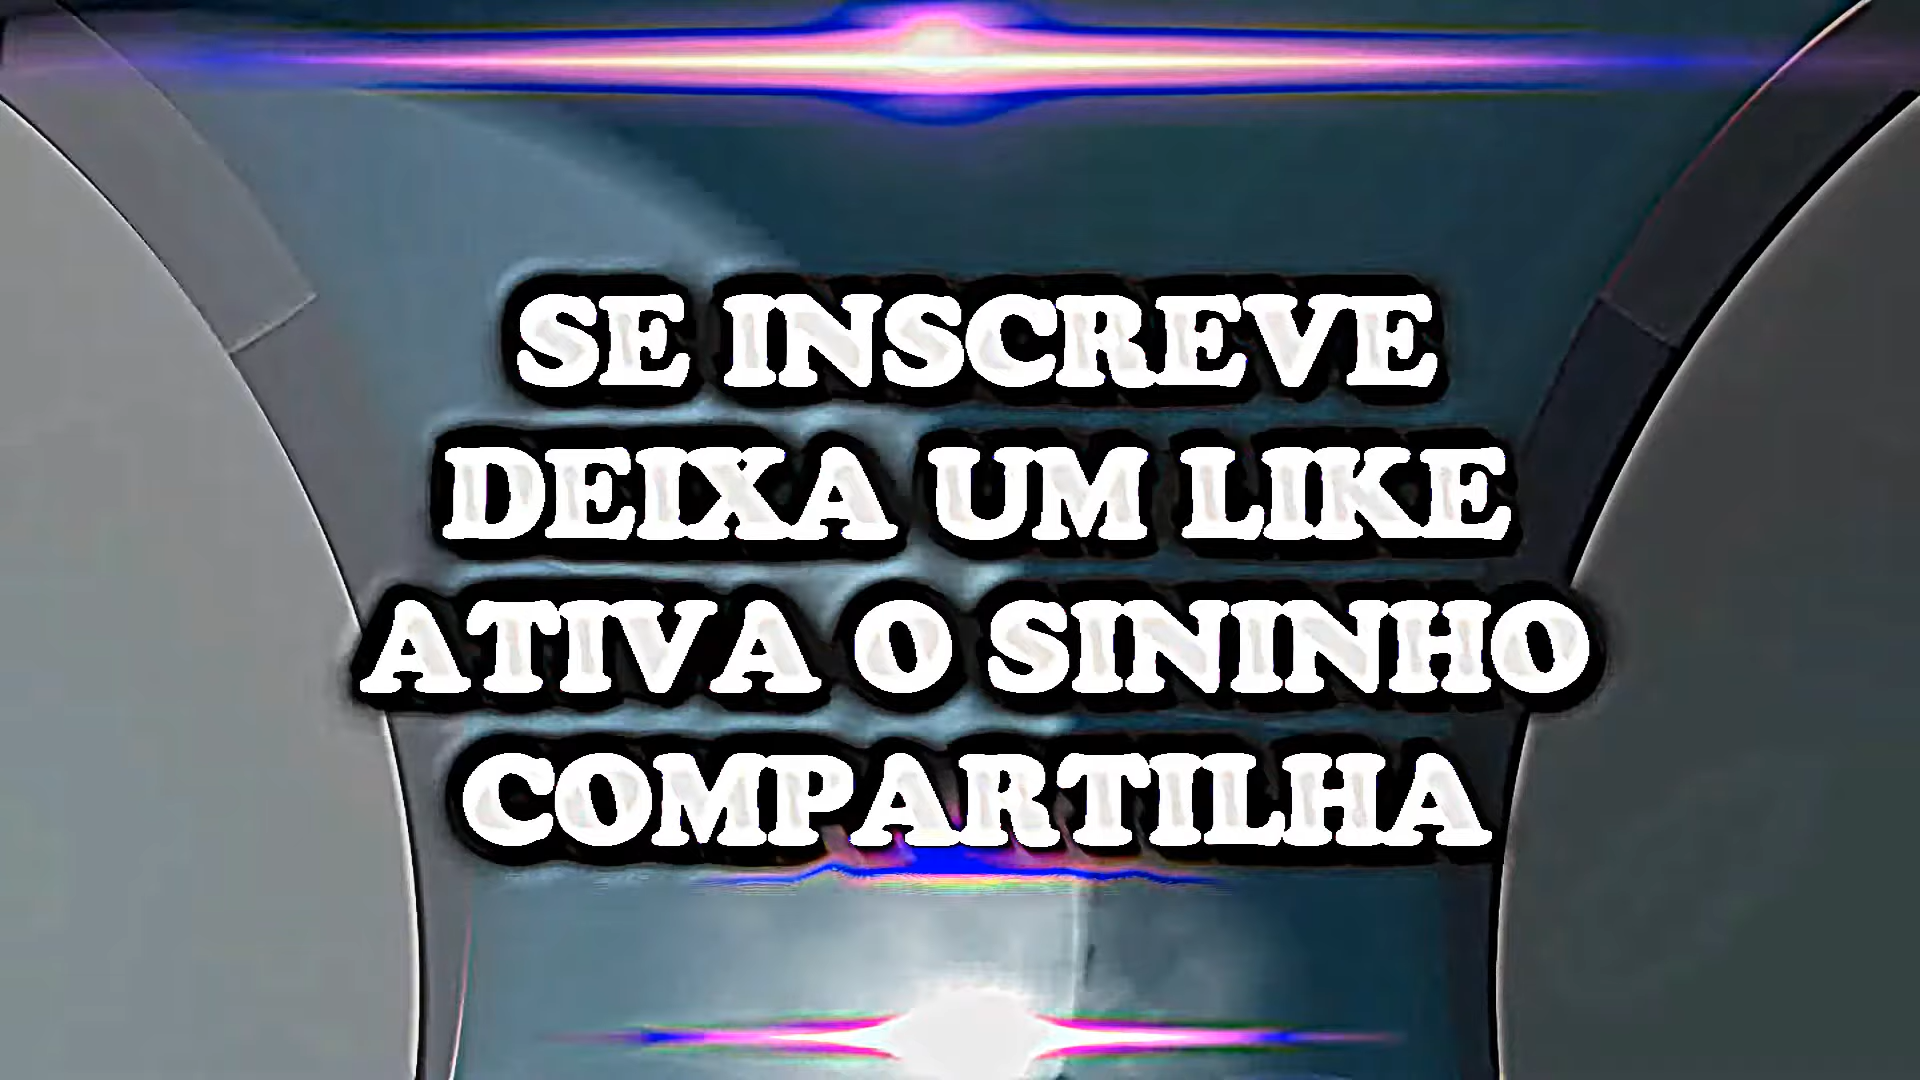 SE INSCREVE
DEIXA UM LIKE
ATIVA O SININHO
COMPARTILHA